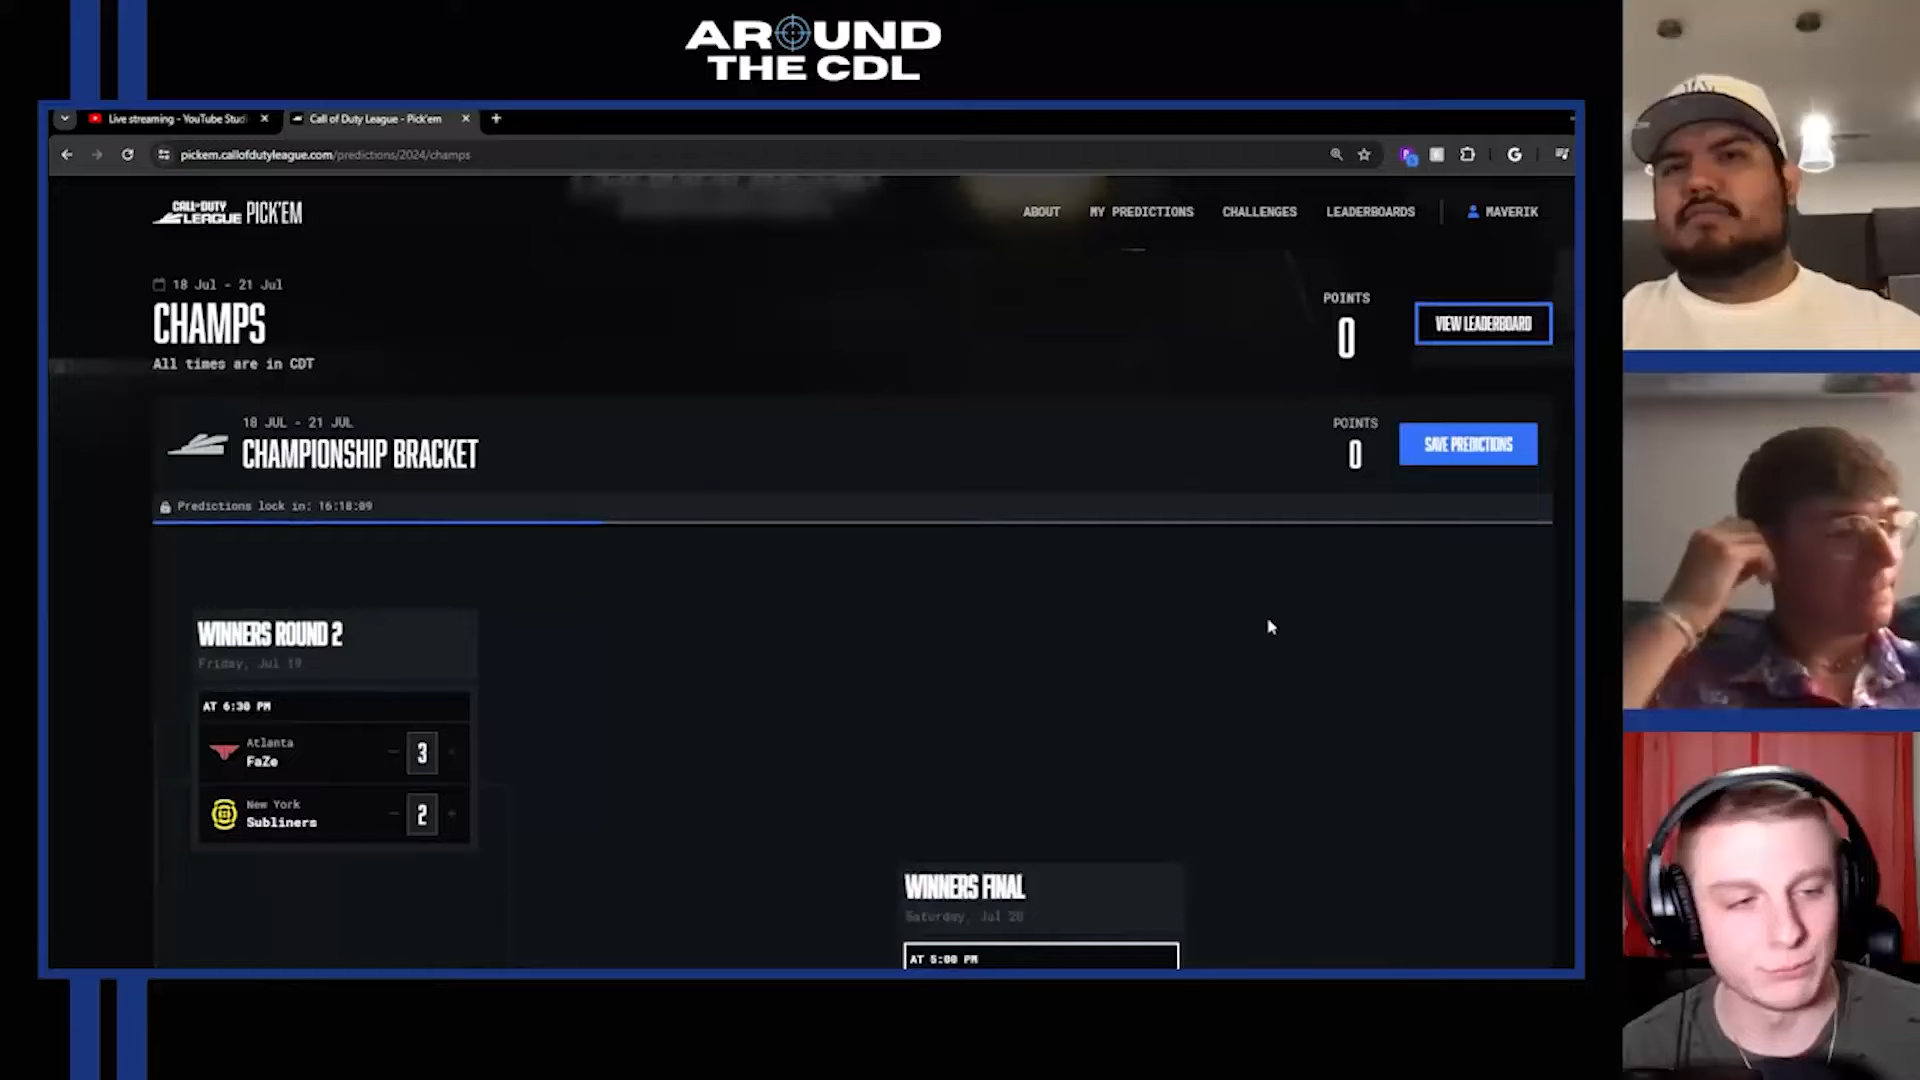 AROUND
THE CDL
Live streaming - YouTube Stud
Call of Duty League - Pick'em
pickem.callofdutyleague.com/predictions/2024/champs
CALL OF DUTY
LEAGUE PICK'EM
ABOUT
MY PREDICTIONS
CHALLENGES
LEADERBOARDS
MAVERIK
18 Jul - 21 Jul
CHAMPS
All times are in CDT
POINTS
0
VIEW LEADERBOARD
18 JUL - 21 JUL
CHAMPIONSHIP BRACKET
POINTS
0
SAVE PREDICTIONS
Predictions lock in: 16:18:09
WINNERS ROUND 2
Friday, Jul 19
AT 6:30 PM
Atlanta
FaZe
3
New York
Subliners
2
WINNERS FINAL
Saturday, Jul 20
AT 5:00 PM